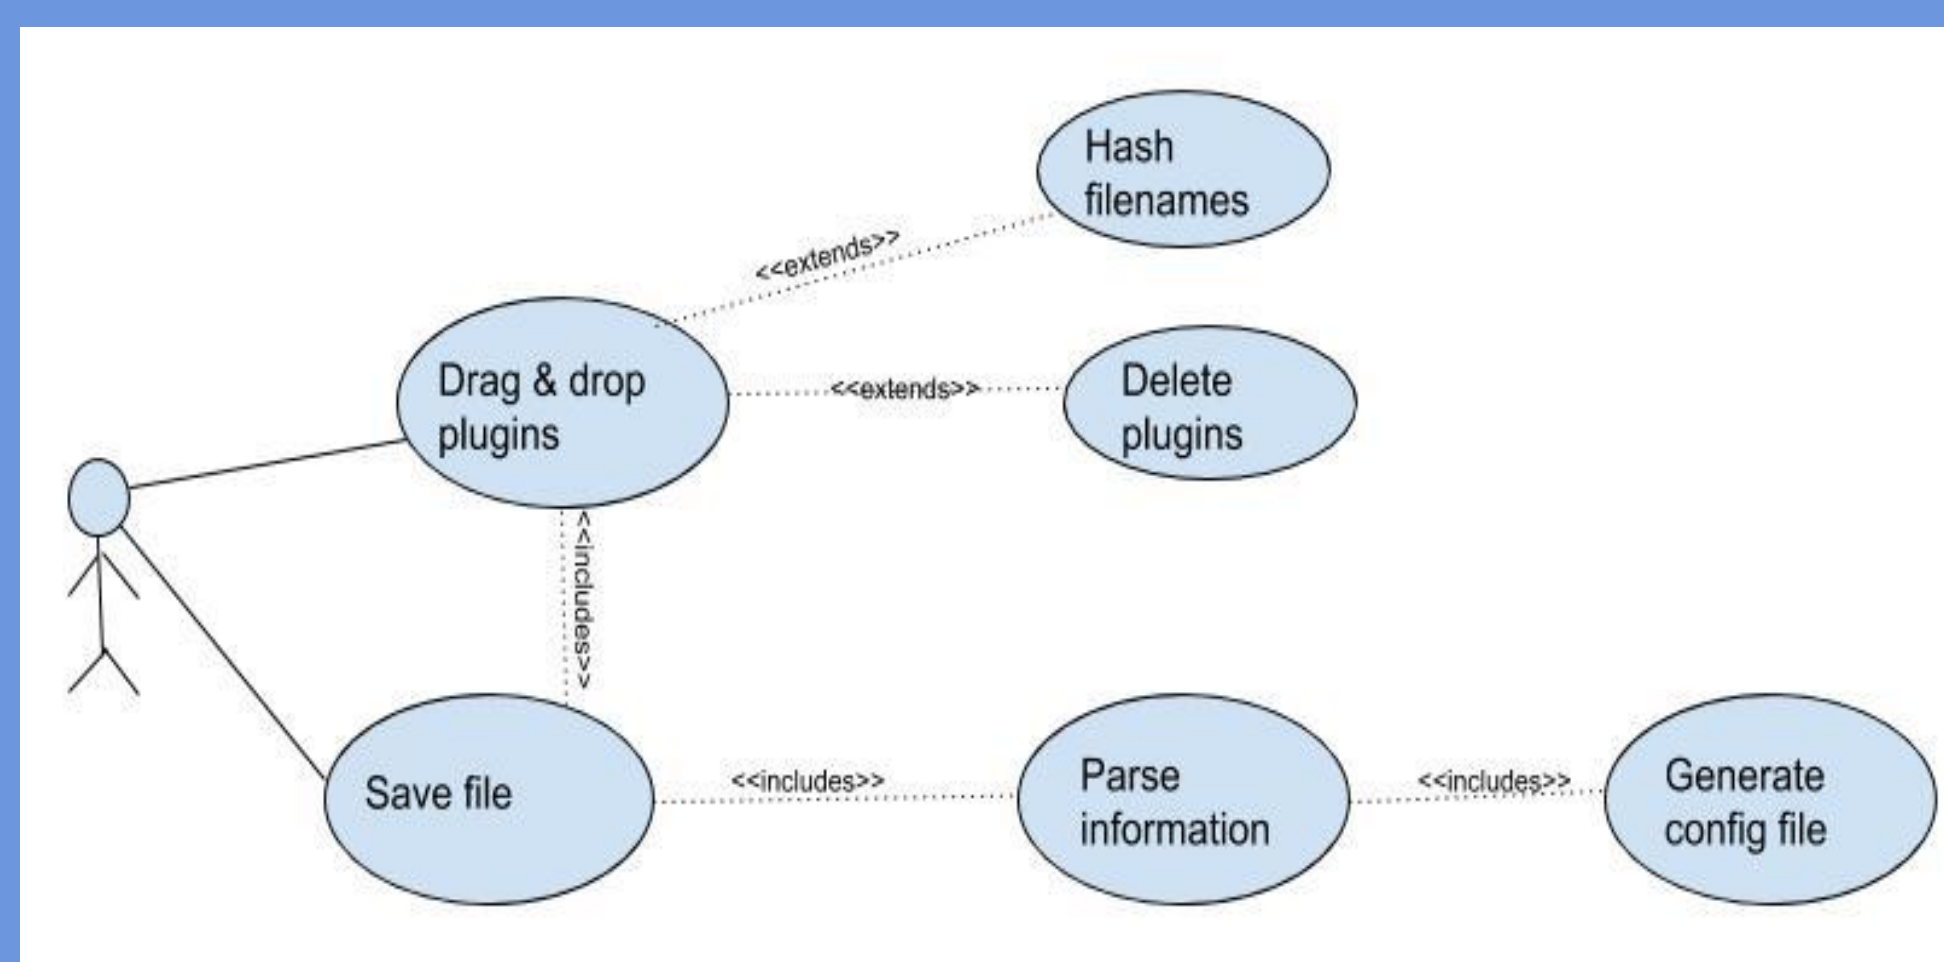 Hash
filenames
<<extends>>
Drag & drop
plugins
<<extends>>
Delete
plugins
<<includes>>
Save file
<<includes>>
Parse
information
<<includes>>
Generate
config file